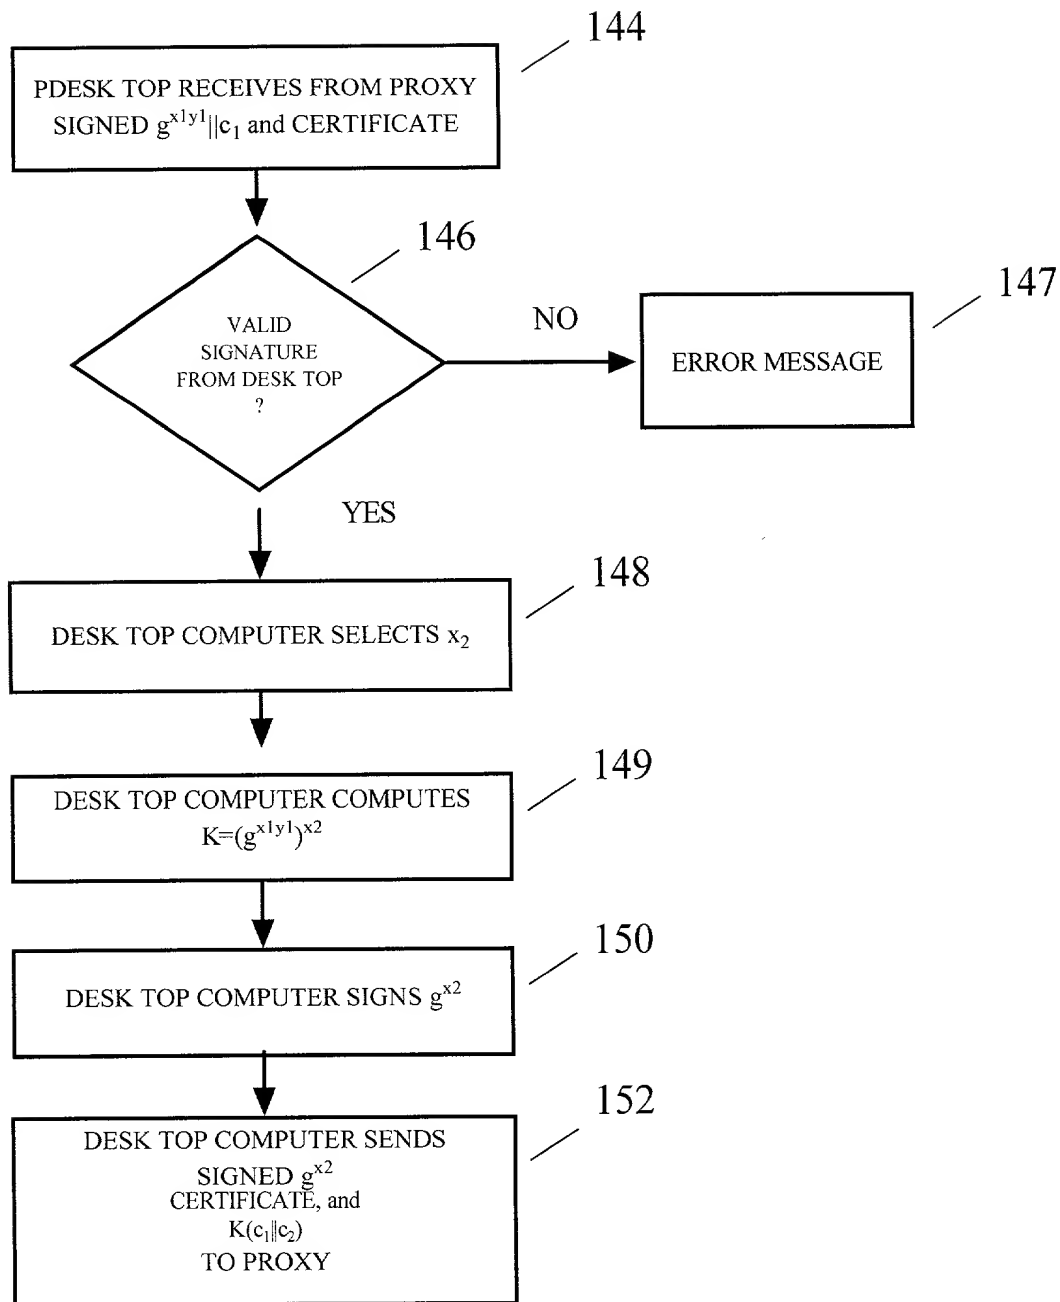 144
PDESK TOP RECEIVES FROM PROXY
SIGNED g^{x1y1}||c₁ and CERTIFICATE
146
VALID
SIGNATURE
FROM DESK TOP
?
NO
147
ERROR MESSAGE
YES
148
DESK TOP COMPUTER SELECTS x₂
149
DESK TOP COMPUTER COMPUTES
K=(g^{x1y1})^{x2}
150
DESK TOP COMPUTER SIGNS g^{x2}
152
DESK TOP COMPUTER SENDS
SIGNED g^{x2}
CERTIFICATE, and
K(c₁||c₂)
TO PROXY